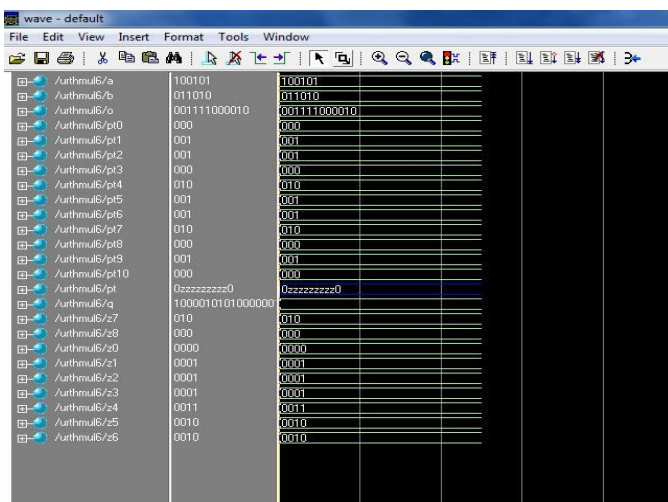 wave - default
File Edit View Insert Format Tools Window
/urthmul6/a 100101 100101
/urthmul6/b 011010 011010
/urthmul6/o 001111000010 001111000010
/urthmul6/pt0 000 000
/urthmul6/pt1 001 001
/urthmul6/pt2 001 001
/urthmul6/pt3 000 000
/urthmul6/pt4 010 010
/urthmul6/pt5 001 001
/urthmul6/pt6 001 001
/urthmul6/pt7 010 010
/urthmul6/pt8 000 000
/urthmul6/pt9 001 001
/urthmul6/pt10 000 000
/urthmul6/pt 0zzzzzzzzz0 0zzzzzzzzz0
/urthmul6/q 1000010101000000
/urthmul6/z7 010 010
/urthmul6/z8 000 000
/urthmul6/z0 0000 0000
/urthmul6/z1 0001 0001
/urthmul6/z2 0001 0001
/urthmul6/z3 0001 0001
/urthmul6/z4 0011 0011
/urthmul6/z5 0010 0010
/urthmul6/z6 0010 0010